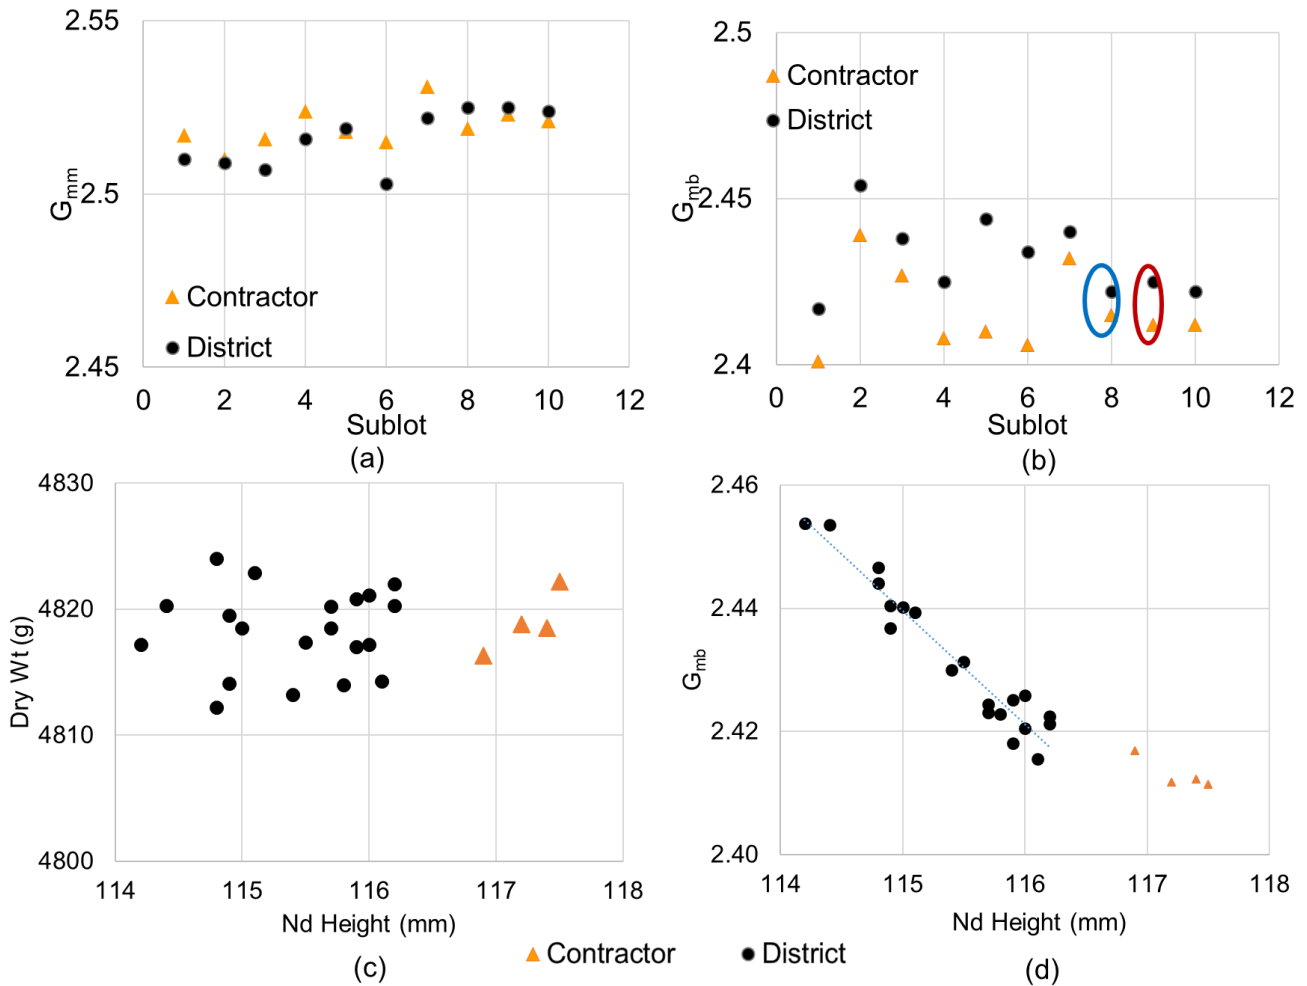 2.55
G_mm
2.5
2.45
Contractor
District
0 2 4 6 8 10 12
Sublot
(a)
2.5
G_mb
2.45
2.4
Contractor
District
0 2 4 6 8 10 12
Sublot
(b)
4830
4820
4810
4800
Dry Wt (g)
114 115 116 117 118
Nd Height (mm)
(c)
2.46
2.44
2.42
2.40
G_mb
114 115 116 117 118
Nd Height (mm)
(d)
Contractor District